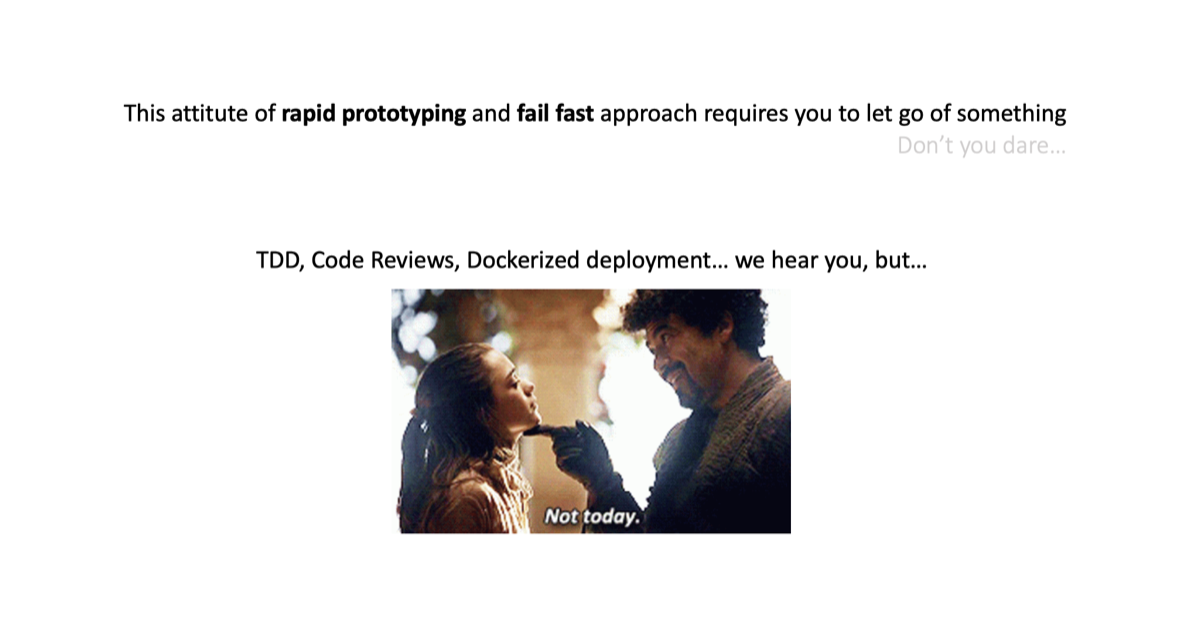 This attitute of rapid prototyping and fail fast approach requires you to let go of something
Don't you dare...
TDD, Code Reviews, Dockerized deployment... we hear you, but...
Not today.